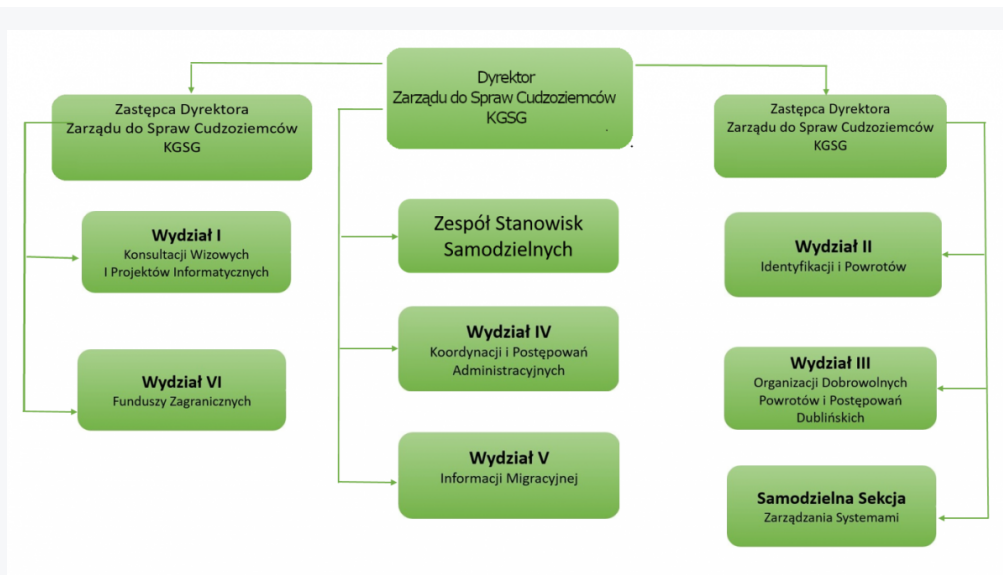 Dyrektor
Zarządu do Spraw Cudzoziemców
KGSG
Zastępca Dyrektora
Zarządu do Spraw Cudzoziemców
KGSG
Zastępca Dyrektora
Zarządu do Spraw Cudzoziemców
KGSG
Wydział I
Konsultacji Wizowych
I Projektów Informatycznych
Wydział VI
Funduszy Zagranicznych
Zespół Stanowisk
Samodzielnych
Wydział IV
Koordynacji i Postępowań
Administracyjnych
Wydział V
Informacji Migracyjnej
Wydział II
Identyfikacji i Powrotów
Wydział III
Organizacji Dobrowolnych
Powrotów i Postępowań
Dublińskich
Samodzielna Sekcja
Zarządzania Systemami